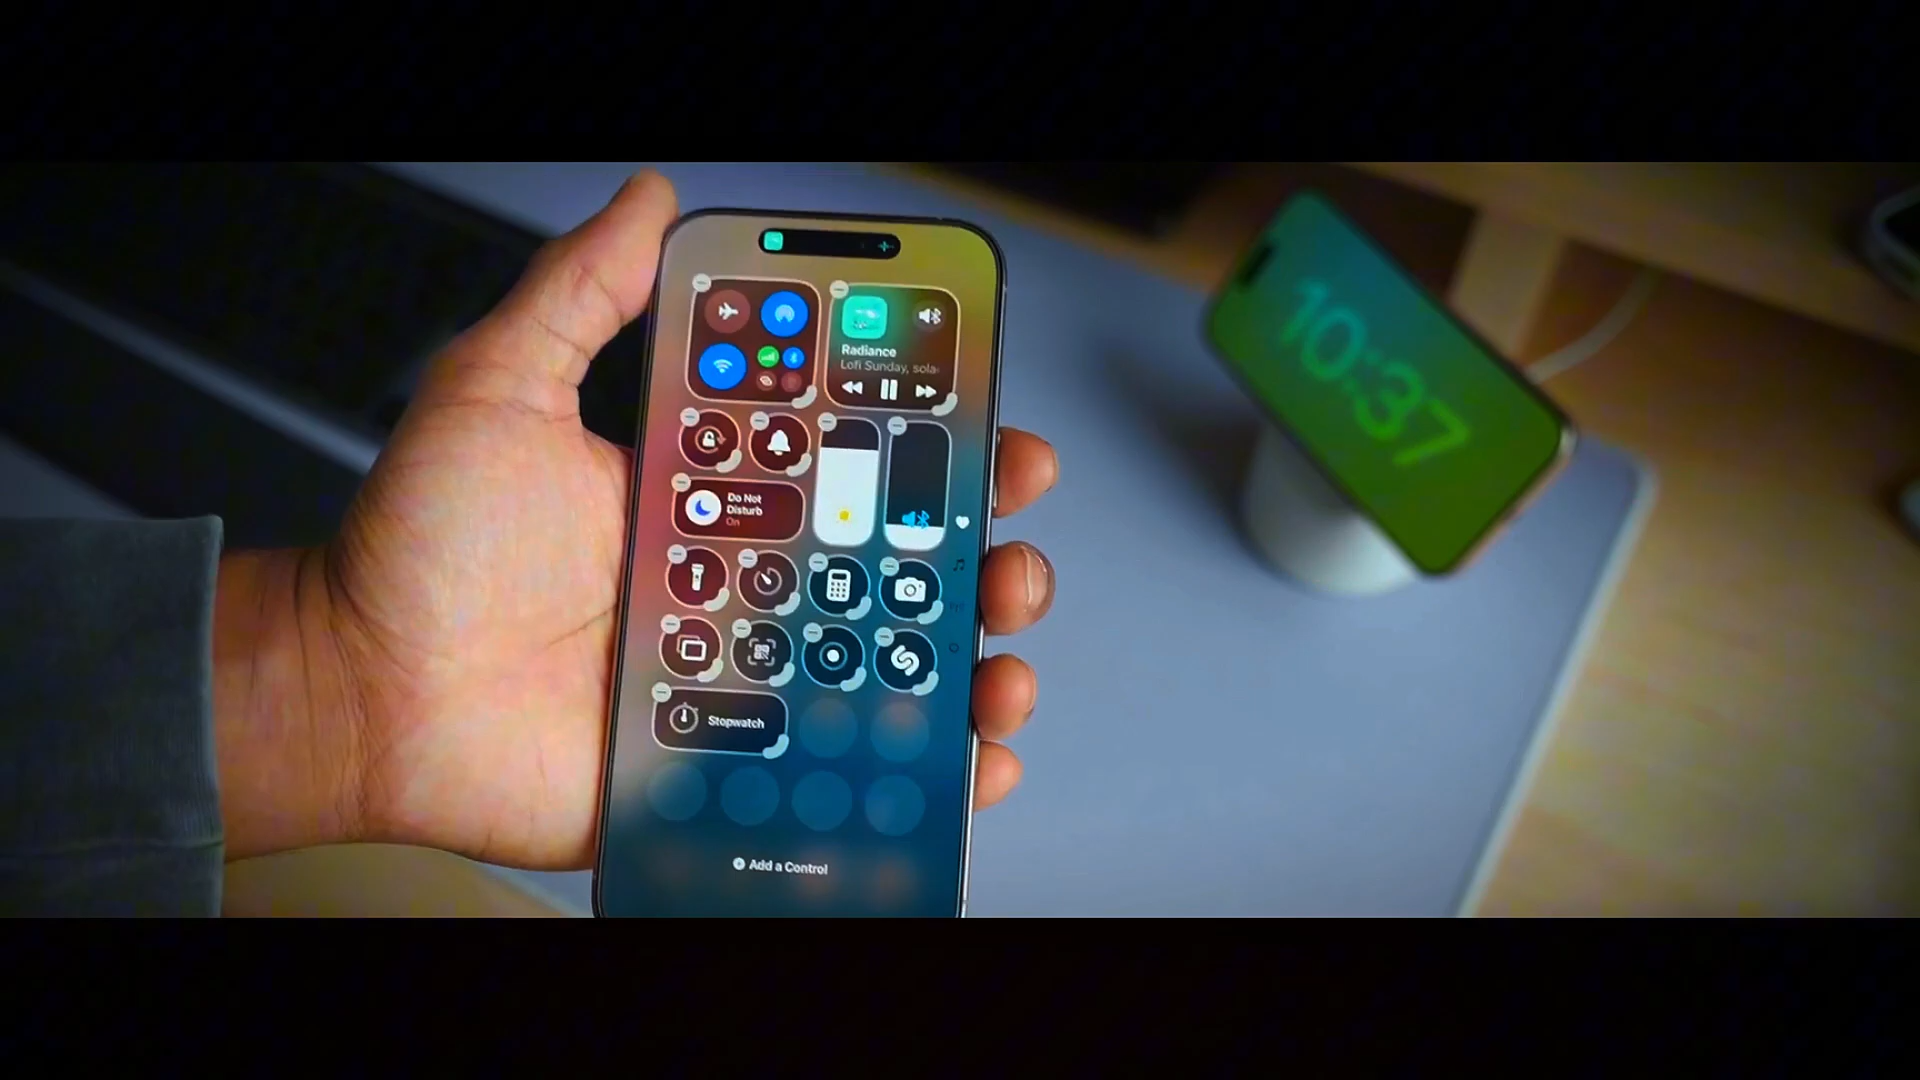 Radiance
Lofi Sunday, sola
Do Not
Disturb
On
Stopwatch
Add a Control
10:37